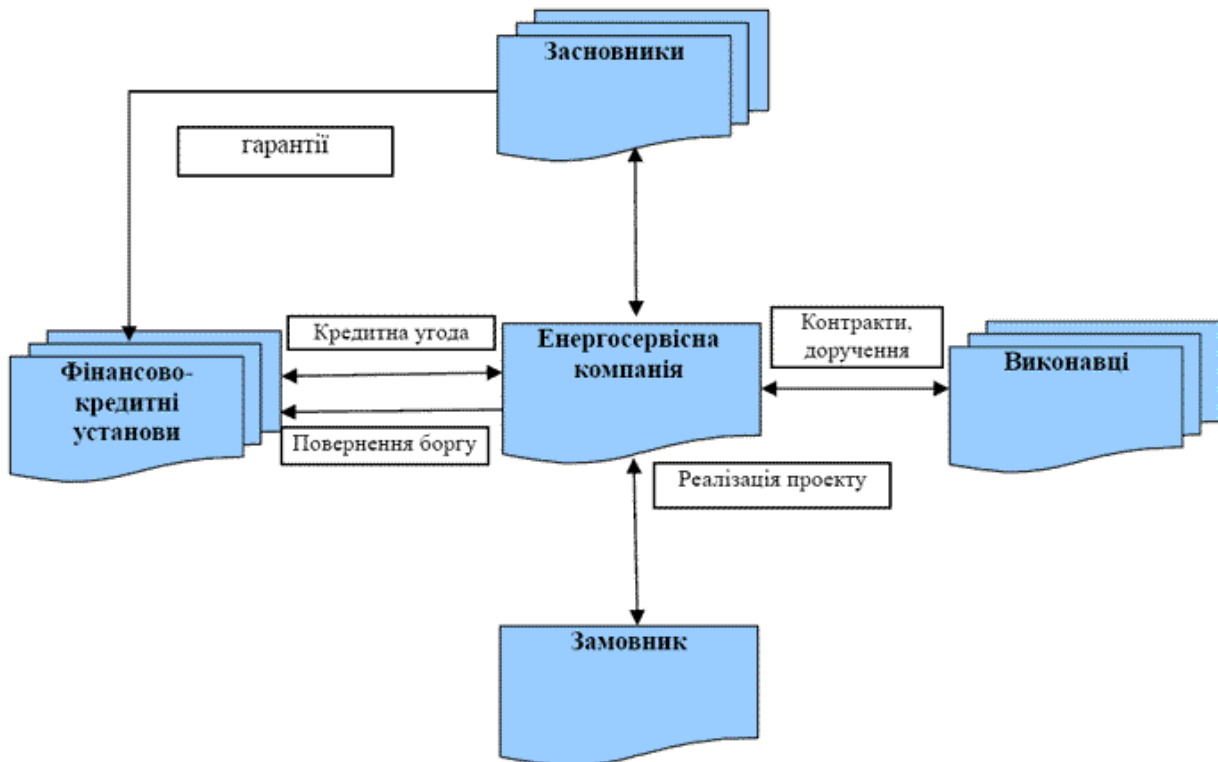 Засновники
гарантії
Кредитна угода
Енергосервісна
компанія
Контракти,
доручення
Виконавці
Фінансово-
кредитні
установи
Повернення боргу
Реалізація проекту
Замовник